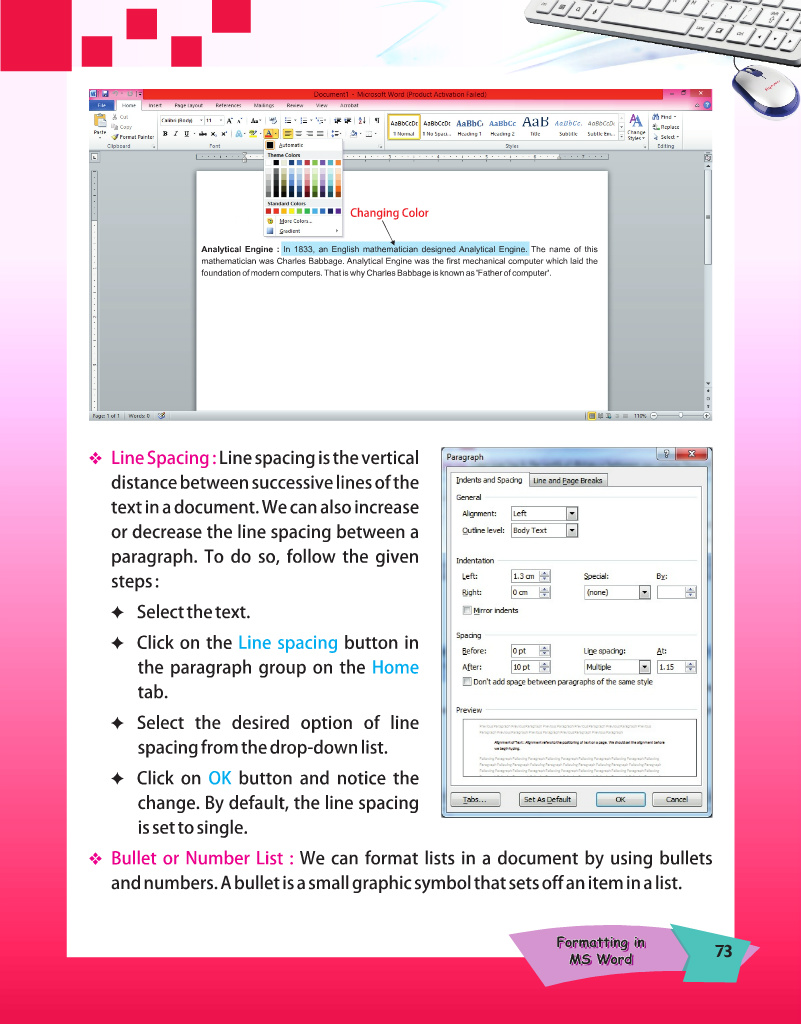 Document1 - Microsoft Word (Product Activation Failed)
File Home Insert Page Layout References Mailings Review View Acrobat
Cut
Copy
Format Painter
Paste
Clipboard
Calibri (Body) 11
Font
AaBbCcDc AaBbCcDc AaBbC AaBbCc AaB AaBbCc. AaBbCcDc
¶ Normal ¶ No Spaci... Heading 1 Heading 2 Title Subtitle Subtle Em...
Styles
Change
Styles
Find
Replace
Select
Editing
Automatic
Theme Colors
Standard Colors
More Colors...
Gradient
Changing Color
Analytical Engine : In 1833, an English mathematician designed Analytical Engine. The name of this
mathematician was Charles Babbage. Analytical Engine was the first mechanical computer which laid the
foundation of modern computers. That is why Charles Babbage is known as 'Father of computer'.
Page: 1 of 1 Words: 0 110%
❖ Line Spacing : Line spacing is the vertical
distance between successive lines of the
text in a document. We can also increase
or decrease the line spacing between a
paragraph. To do so, follow the given
steps :
✦ Select the text.
✦ Click on the Line spacing button in
the paragraph group on the Home
tab.
✦ Select the desired option of line
spacing from the drop-down list.
✦ Click on OK button and notice the
change. By default, the line spacing
is set to single.
Paragraph
Indents and Spacing Line and Page Breaks
General
Alignment: Left
Outline level: Body Text
Indentation
Left: 1.3 cm Special: By:
Right: 0 cm (none)
Mirror indents
Spacing
Before: 0 pt Line spacing: At:
After: 10 pt Multiple 1.15
Don't add space between paragraphs of the same style
Preview
Tabs... Set As Default OK Cancel
❖ Bullet or Number List : We can format lists in a document by using bullets
and numbers. A bullet is a small graphic symbol that sets off an item in a list.
Formatting in
MS Word
73